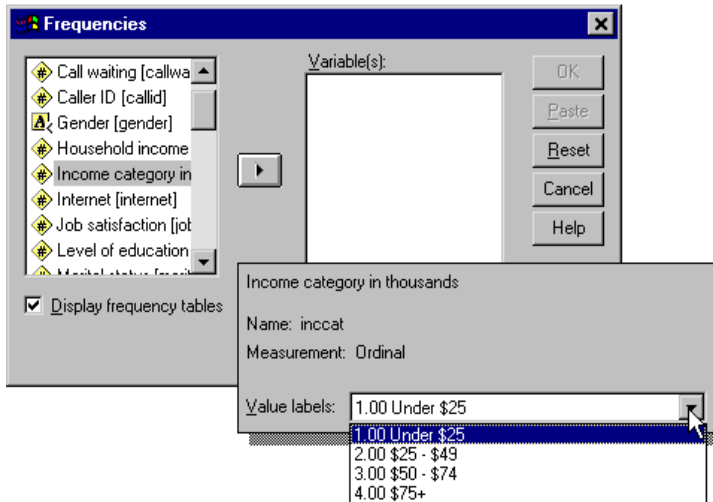 Frequencies
Call waiting [callwa
Caller ID [callid]
Gender [gender]
Household income
Income category in
Internet [internet]
Job satisfaction [job
Level of education
Marital status [marit
Display frequency tables
Variable(s):
OK
Paste
Reset
Cancel
Help
Income category in thousands
Name: inccat
Measurement: Ordinal
Value labels: 1.00 Under $25
1.00 Under $25
2.00 $25 - $49
3.00 $50 - $74
4.00 $75+